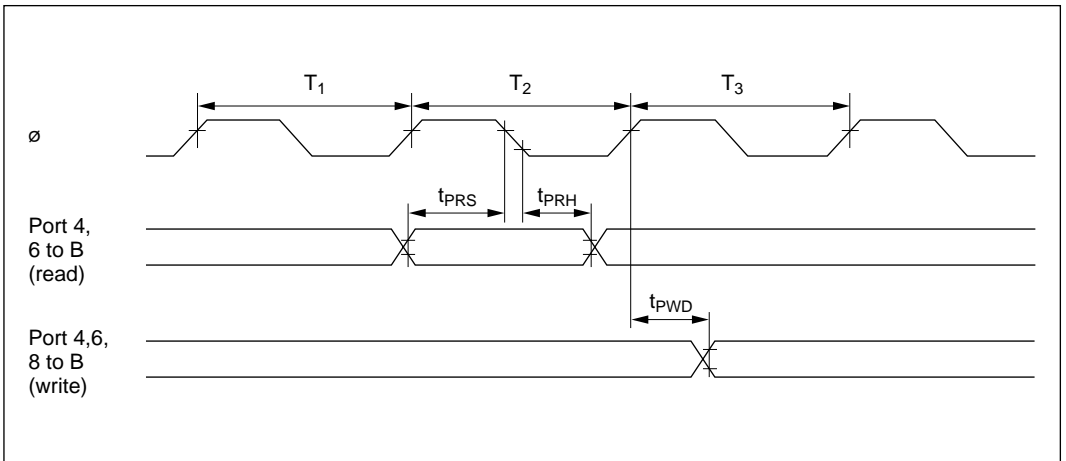 T1 T2 T3
ø
tPRS tPRH
Port 4,
6 to B
(read)
tPWD
Port 4,6,
8 to B
(write)